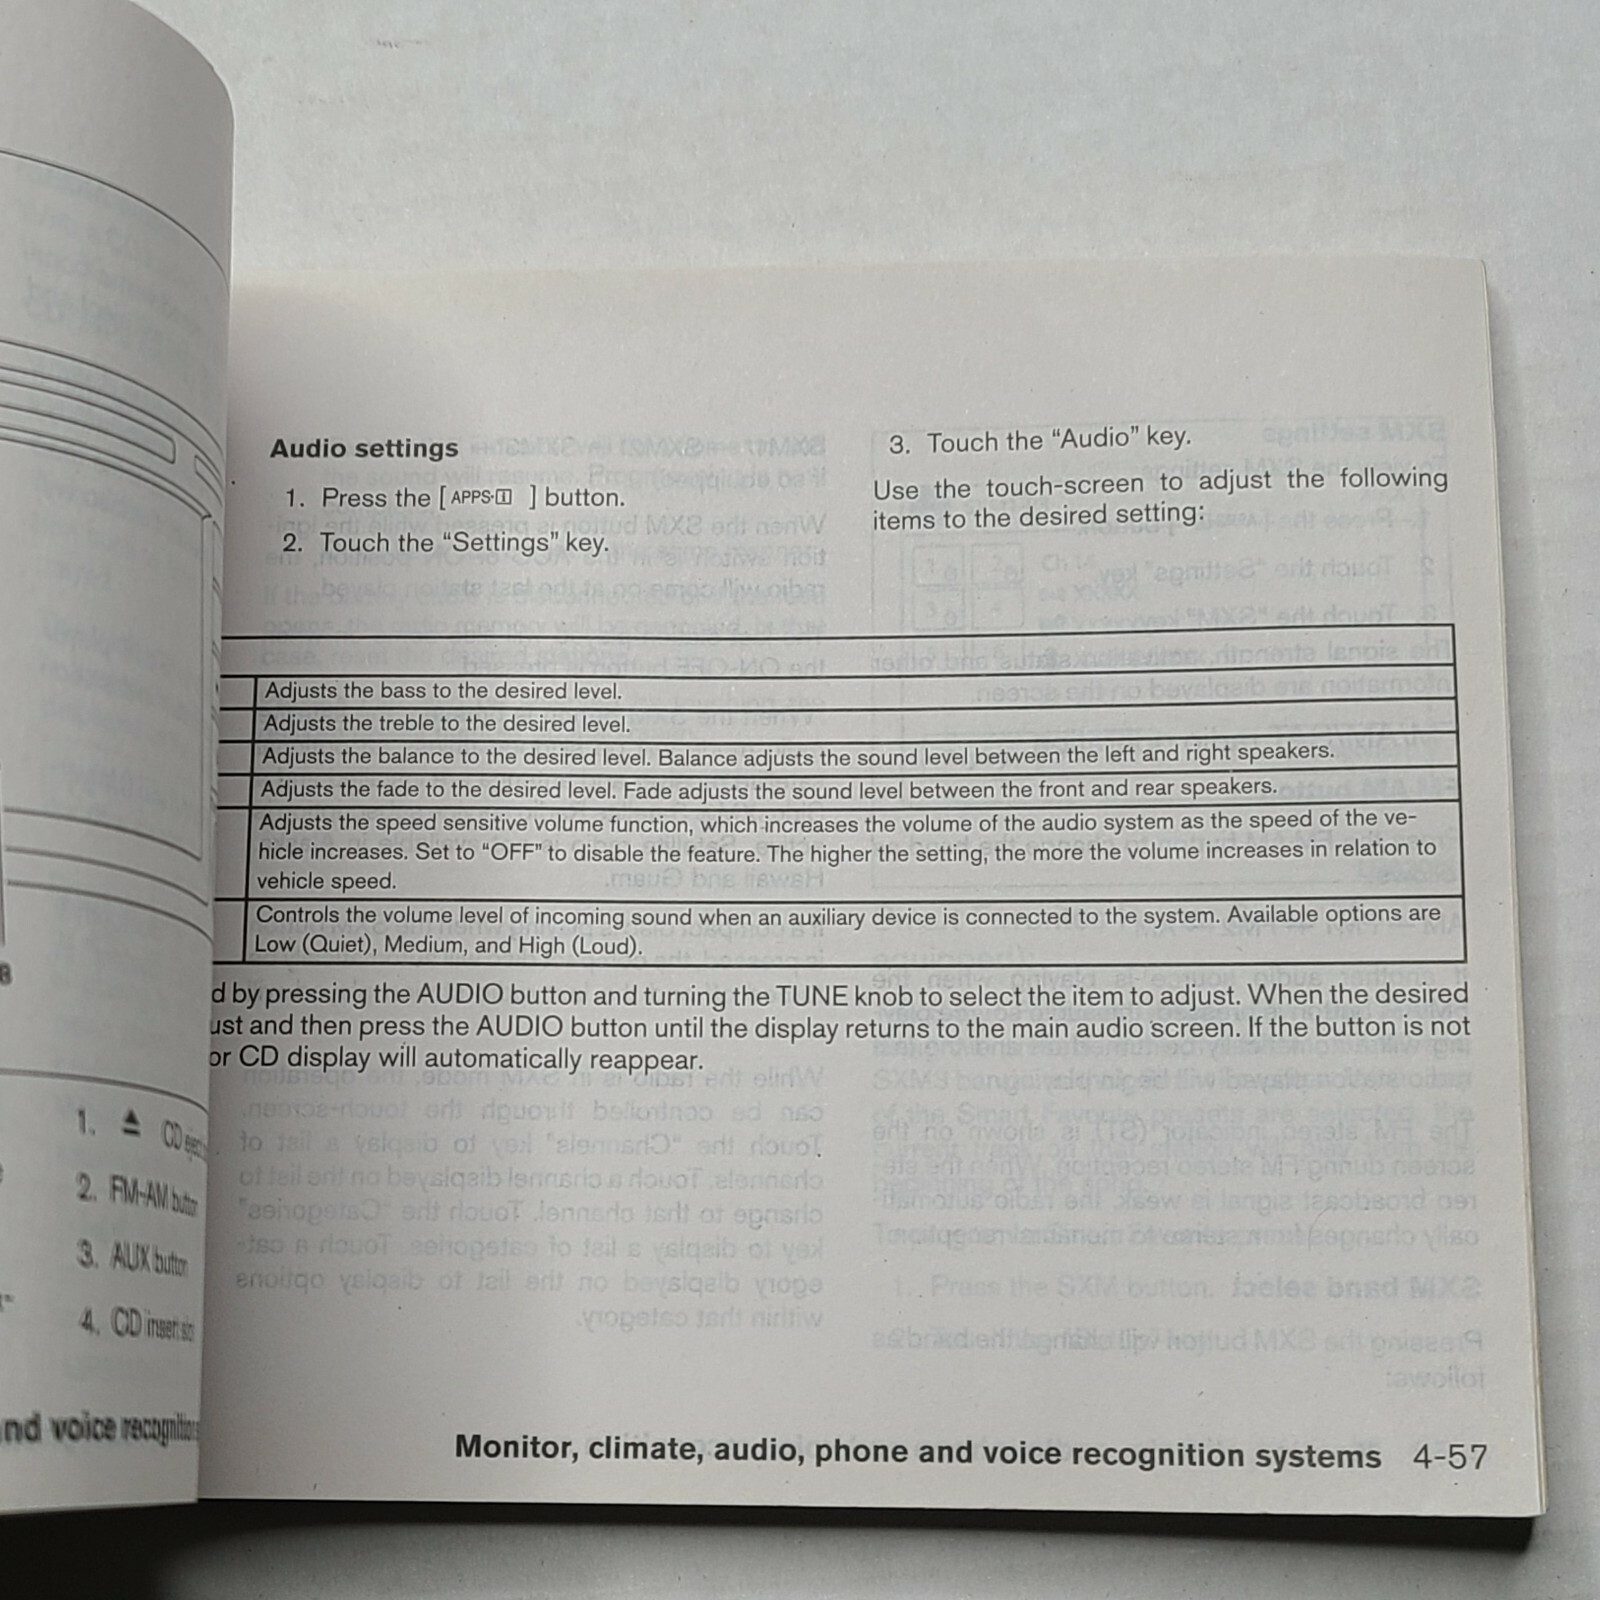 Audio settings
1. Press the [ APPS· ] button.
2. Touch the “Settings” key.
3. Touch the “Audio” key.
Use the touch-screen to adjust the following
items to the desired setting:
Adjusts the bass to the desired level.
Adjusts the treble to the desired level.
Adjusts the balance to the desired level. Balance adjusts the sound level between the left and right speakers.
Adjusts the fade to the desired level. Fade adjusts the sound level between the front and rear speakers.
Adjusts the speed sensitive volume function, which increases the volume of the audio system as the speed of the ve-
hicle increases. Set to “OFF” to disable the feature. The higher the setting, the more the volume increases in relation to
vehicle speed.
Controls the volume level of incoming sound when an auxiliary device is connected to the system. Available options are
Low (Quiet), Medium, and High (Loud).
d by pressing the AUDIO button and turning the TUNE knob to select the item to adjust. When the desired
ust and then press the AUDIO button until the display returns to the main audio screen. If the button is not
or CD display will automatically reappear.
1. CD
2. FM-AM button
3. AUX button
4. CD insert
nd voice recognition
Monitor, climate, audio, phone and voice recognition systems 4-57